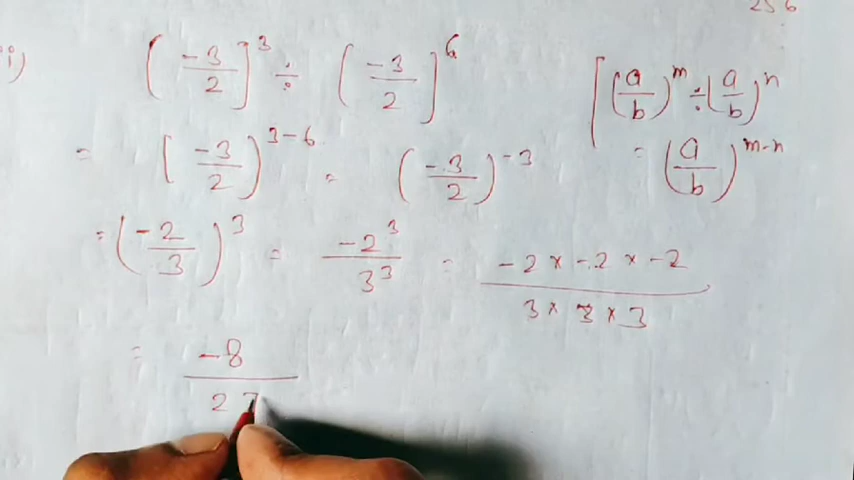 256
ii) (-3/2)^3 ÷ (-3/2)^6 [(a/b)^m ÷ (a/b)^n
= (-3/2)^3-6 = (-3/2)^-3 = (a/b)^m-n
= (-2/3)^3 = -2^3/3^3 = -2 × -2 × -2/3 × 3 × 3
= -8/27